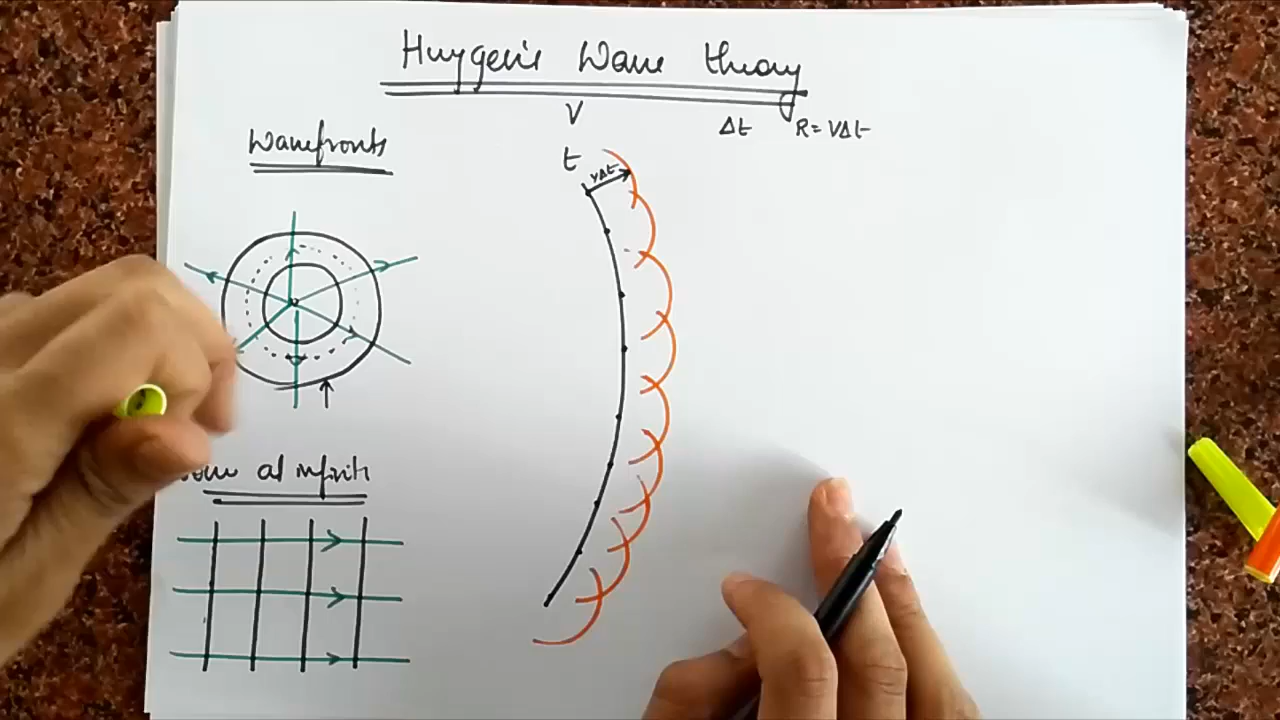 Huygen's Wave theory
V
Δt R = VΔt
Wavefronts
t
VΔt
at infinity